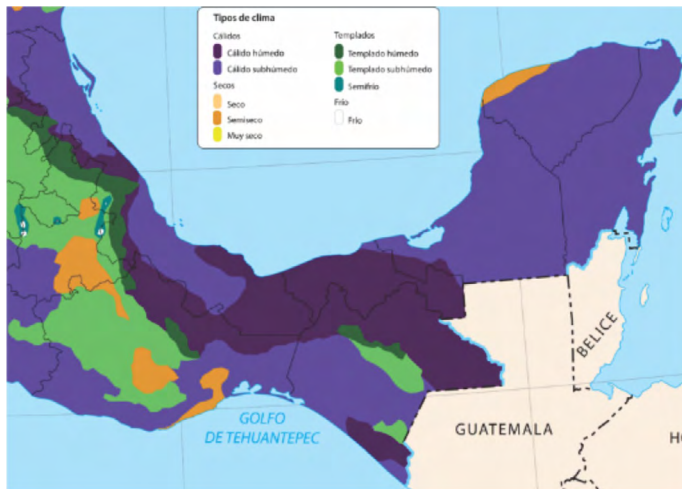 Tipos de clima
Cálidos
Cálido húmedo
Cálido subhúmedo
Secos
Seco
Semiseco
Muy seco
Templados
Templado húmedo
Templado subhúmedo
Semifrío
Frío
Frío
BELICE
GOLFO
DE TEHUANTEPEC
GUATEMALA
HO